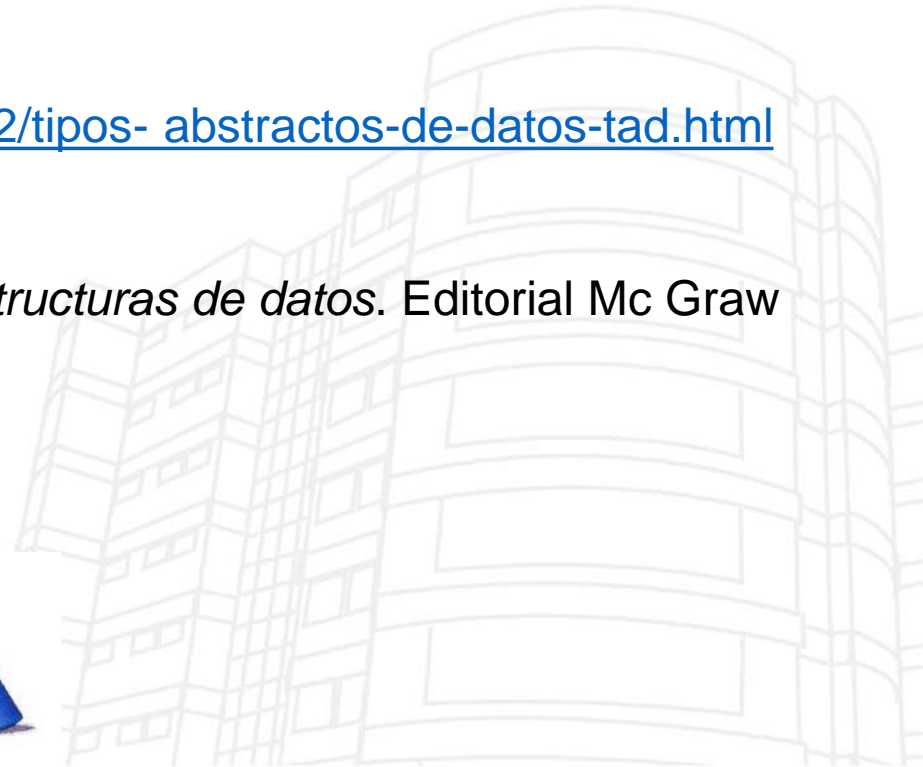 2/tipos- abstractos-de-datos-tad.html
tructuras de datos. Editorial Mc Graw